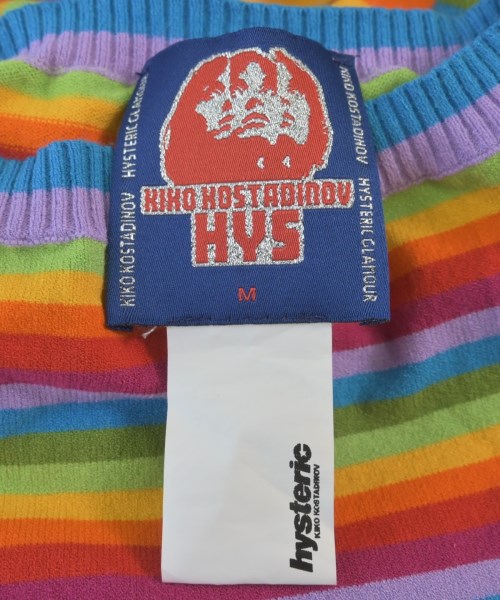 KIKO KOSTADINOV HYSTERIC GLAMOUR
KIKO KOSTADINOV
HYS
M
KIKO KOSTADINOV HYSTERIC GLAMOUR
hysteric
KIKO KOSTADINOV